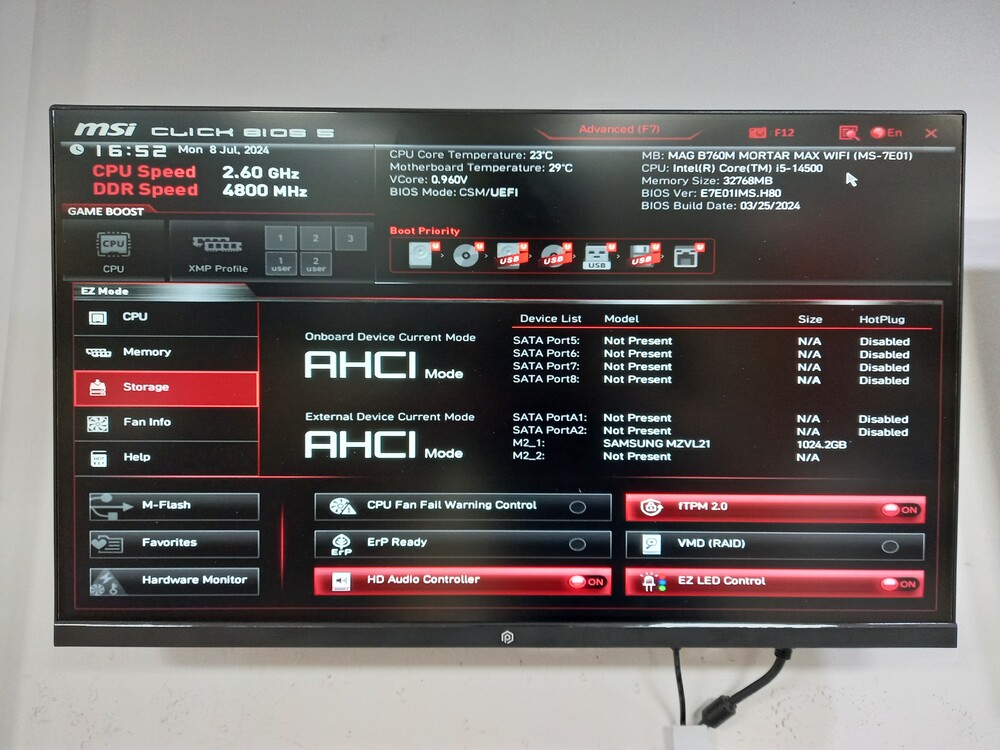 msi CLICK BIOS 5
Advanced (F7)
F12
En
X
16:52 Mon 8 Jul, 2024
CPU Speed 2.60 GHz
DDR Speed 4800 MHz
CPU Core Temperature: 23°C
Motherboard Temperature: 29°C
VCore: 0.960V
BIOS Mode: CSM/UEFI
MB: MAG B760M MORTAR MAX WIFI (MS-7E01)
CPU: Intel(R) Core(TM) i5-14500
Memory Size: 32768MB
BIOS Ver: E7E01IMS.H80
BIOS Build Date: 03/25/2024
GAME BOOST
CPU
CPU
XMP Profile
1 2 3
1 user 2 user
Boot Priority
U U U U U U U
USB USB USB USB
EZ Mode
CPU
Memory
Storage
Fan Info
HOT KEY
Help
Onboard Device Current Mode
AHCI Mode
External Device Current Mode
AHCI Mode
Device List Model Size HotPlug
SATA Port5: Not Present N/A Disabled
SATA Port6: Not Present N/A Disabled
SATA Port7: Not Present N/A Disabled
SATA Port8: Not Present N/A Disabled
SATA PortA1: Not Present N/A Disabled
SATA PortA2: Not Present N/A Disabled
M2_1: SAMSUNG MZVL21 1024.2GB
M2_2: Not Present N/A
M-Flash
Favorites
Hardware Monitor
CPU Fan Fail Warning Control
ErP
ErP Ready
HD Audio Controller ON
fTPM 2.0 ON
VMD (RAID)
EZ LED Control ON